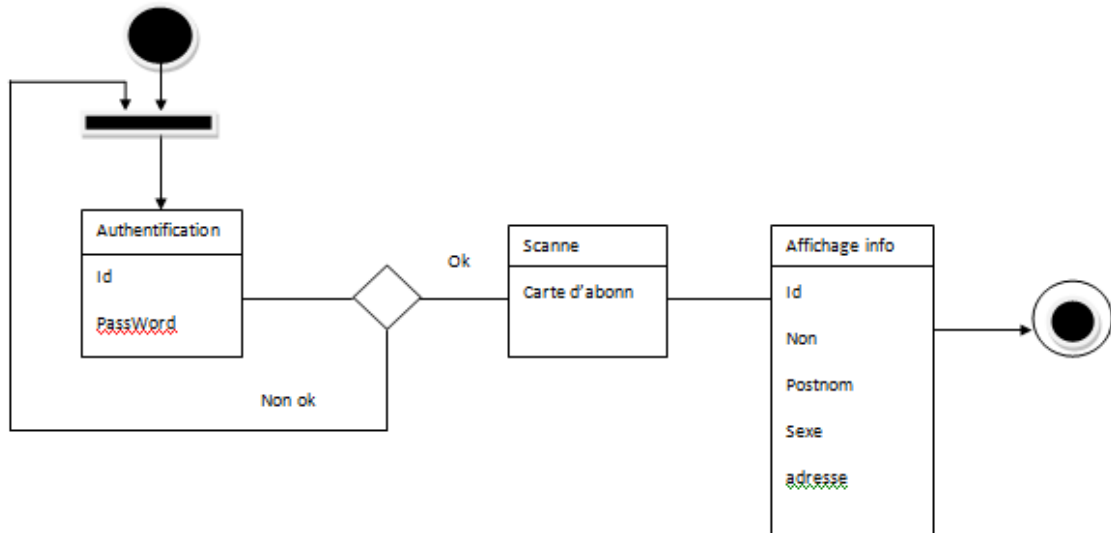 Authentification
Id
PassWord
Ok
Non ok
Scanne
Carte d'abonn
Affichage info
Id
Non
Postnom
Sexe
adresse